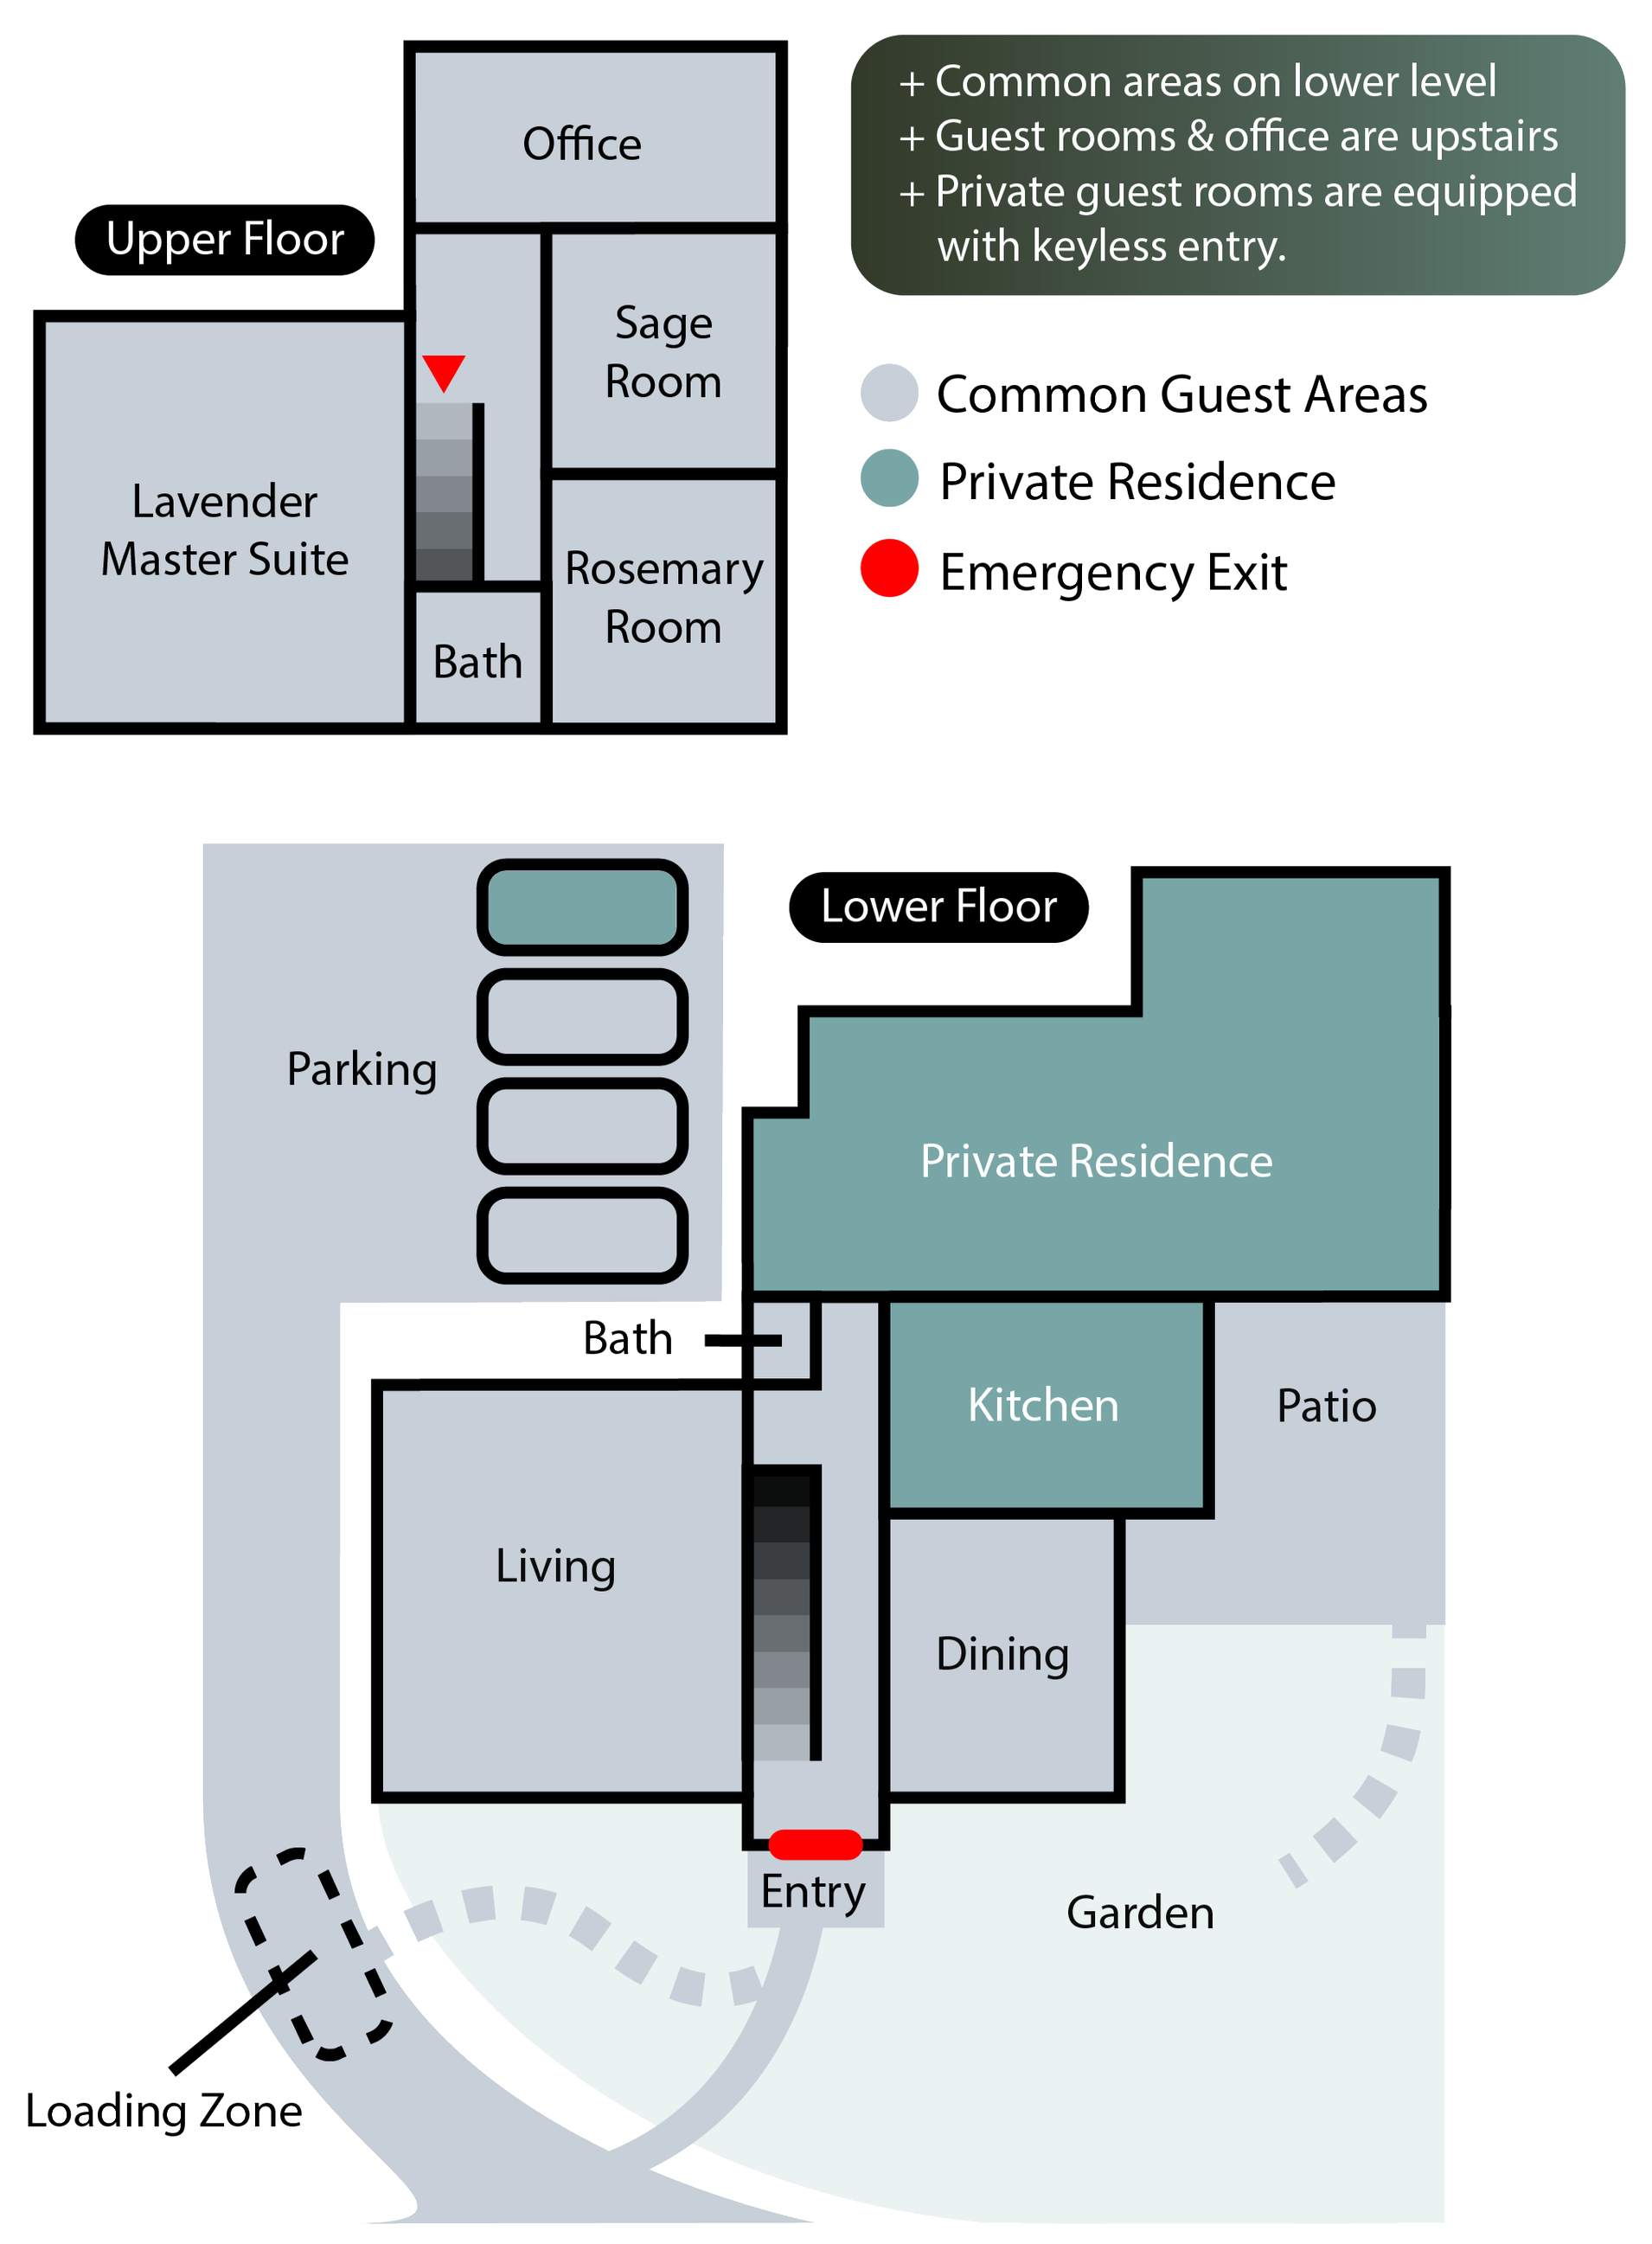 + Common areas on lower level
+ Guest rooms & office are upstairs
+ Private guest rooms are equipped
with keyless entry.
Office
Upper Floor
Sage
Room
Lavender
Master Suite
Rosemary
Room
Bath
Common Guest Areas
Private Residence
Emergency Exit
Lower Floor
Parking
Private Residence
Bath
Kitchen
Patio
Living
Dining
Entry
Garden
Loading Zone